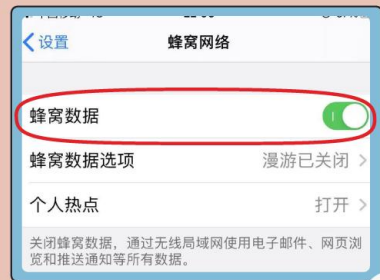 设置
蜂窝网络
蜂窝数据
蜂窝数据选项
漫游已关闭
个人热点
打开
关闭蜂窝数据，通过无线局域网使用电子邮件、网页浏
览和推送通知等所有数据。